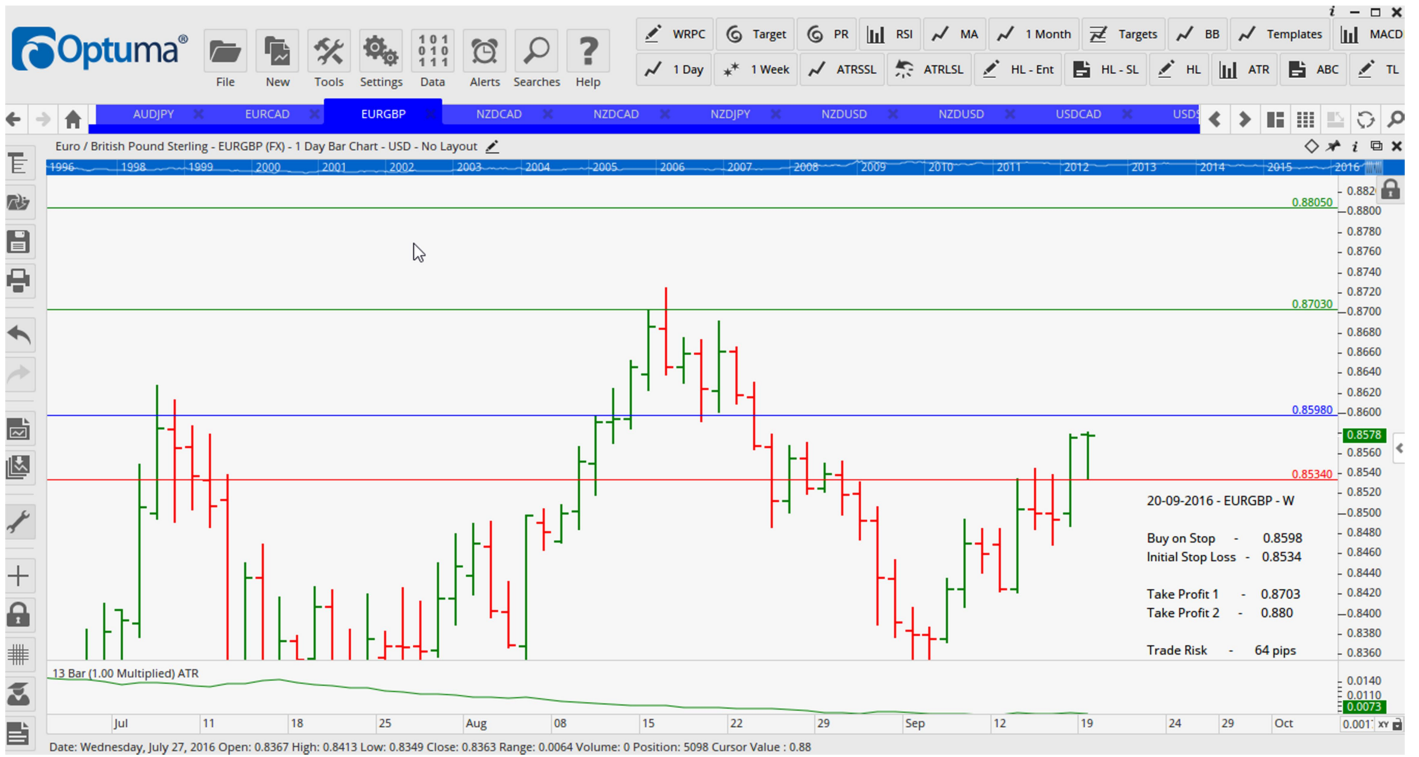 Optuma®
File New Tools Settings Data Alerts Searches Help
101
010
111
WRPC Target PR RSI MA 1 Month Targets BB Templates MACD
1 Day 1 Week ATRSSL ATRLSL HL - Ent HL - SL HL ATR ABC TL
AUDJPY EURCAD EURGBP NZDCAD NZDCAD NZDJPY NZDUSD NZDUSD USDCAD
Euro / British Pound Sterling - EURGBP (FX) - 1 Day Bar Chart - USD - No Layout
1996 1998 1999 2000 2001 2002 2003 2004 2005 2006 2007 2008 2009 2010 2011 2012 2013 2014 2015 2016
0.882
0.88050
0.8800
0.8780
0.8760
0.8740
0.8720
0.87030
0.8700
0.8680
0.8660
0.8640
0.8620
0.85980
0.8600
0.8578
0.8560
0.85340
0.8540
0.8520
0.8500
0.8480
0.8460
0.8440
0.8420
0.8400
0.8380
0.8360
20-09-2016 - EURGBP - W
Buy on Stop - 0.8598
Initial Stop Loss - 0.8534
Take Profit 1 - 0.8703
Take Profit 2 - 0.880
Trade Risk - 64 pips
13 Bar (1.00 Multiplied) ATR
0.0140
0.0110
0.0073
0.001
XY
Jul 11 18 25 Aug 08 15 22 29 Sep 12 19 24 29 Oct
Date: Wednesday, July 27, 2016 Open: 0.8367 High: 0.8413 Low: 0.8349 Close: 0.8363 Range: 0.0064 Volume: 0 Position: 5098 Cursor Value : 0.88